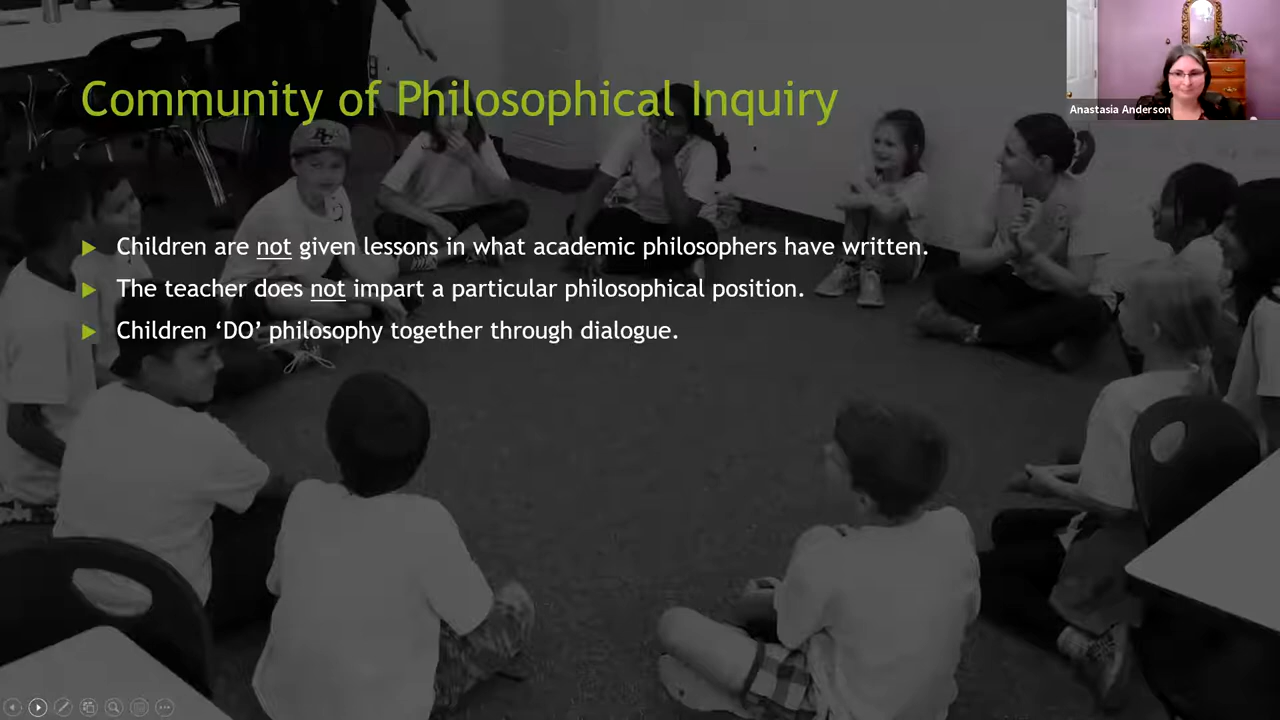 Community of Philosophical Inquiry
Anastasia Anderson
Children are not given lessons in what academic philosophers have written.
The teacher does not impart a particular philosophical position.
Children ‘DO’ philosophy together through dialogue.